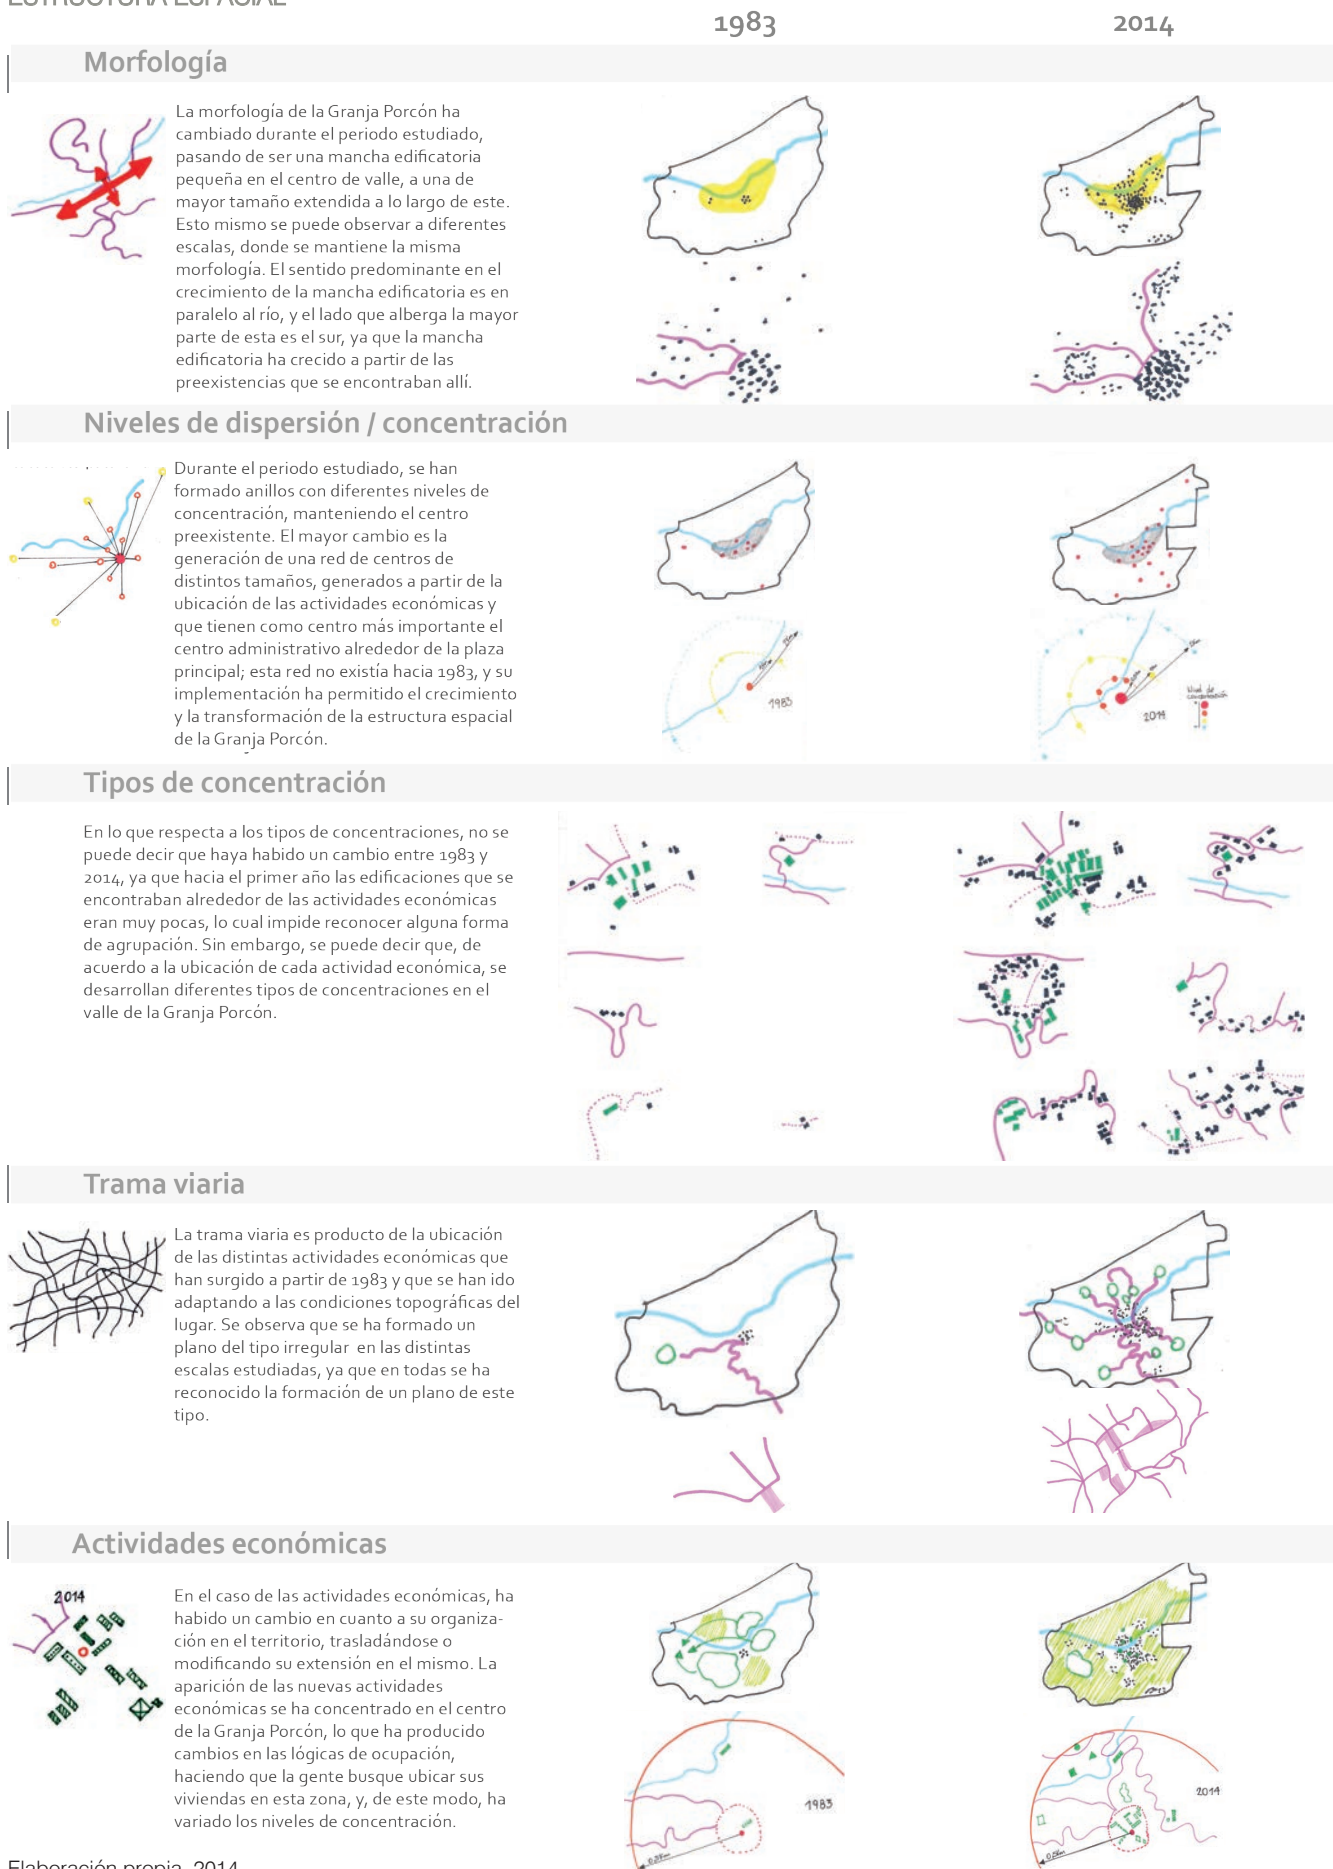 ESTRUCTURA ESPACIAL
1983
2014
Morfología
La morfología de la Granja Porcón ha
cambiado durante el periodo estudiado,
pasando de ser una mancha edificatoria
pequeña en el centro de valle, a una de
mayor tamaño extendida a lo largo de este.
Esto mismo se puede observar a diferentes
escalas, donde se mantiene la misma
morfología. El sentido predominante en el
crecimiento de la mancha edificatoria es en
paralelo al río, y el lado que alberga la mayor
parte de esta es el sur, ya que la mancha
edificatoria ha crecido a partir de las
preexistencias que se encontraban allí.
Niveles de dispersión / concentración
Durante el periodo estudiado, se han
formado anillos con diferentes niveles de
concentración, manteniendo el centro
preexistente. El mayor cambio es la
generación de una red de centros de
distintos tamaños, generados a partir de la
ubicación de las actividades económicas y
que tienen como centro más importante el
centro administrativo alrededor de la plaza
principal; esta red no existía hacia 1983, y su
implementación ha permitido el crecimiento
y la transformación de la estructura espacial
de la Granja Porcón.
1983
2014
Nivel de
concentración
Tipos de concentración
En lo que respecta a los tipos de concentraciones, no se
puede decir que haya habido un cambio entre 1983 y
2014, ya que hacia el primer año las edificaciones que se
encontraban alrededor de las actividades económicas
eran muy pocas, lo cual impide reconocer alguna forma
de agrupación. Sin embargo, se puede decir que, de
acuerdo a la ubicación de cada actividad económica, se
desarrollan diferentes tipos de concentraciones en el
valle de la Granja Porcón.
Trama viaria
La trama viaria es producto de la ubicación
de las distintas actividades económicas que
han surgido a partir de 1983 y que se han ido
adaptando a las condiciones topográficas del
lugar. Se observa que se ha formado un
plano del tipo irregular en las distintas
escalas estudiadas, ya que en todas se ha
reconocido la formación de un plano de este
tipo.
Actividades económicas
2014
En el caso de las actividades económicas, ha
habido un cambio en cuanto a su organiza-
ción en el territorio, trasladándose o
modificando su extensión en el mismo. La
aparición de las nuevas actividades
económicas se ha concentrado en el centro
de la Granja Porcón, lo que ha producido
cambios en las lógicas de ocupación,
haciendo que la gente busque ubicar sus
viviendas en esta zona, y, de este modo, ha
variado los niveles de concentración.
1983
2014
Elaboración propia, 2014